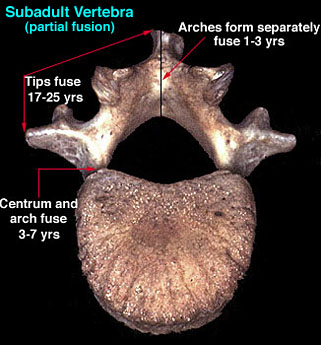 Subadult Vertebra
(partial fusion)
Arches form separately
fuse 1-3 yrs
Tips fuse
17-25 yrs
Centrum and
arch fuse
3-7 yrs